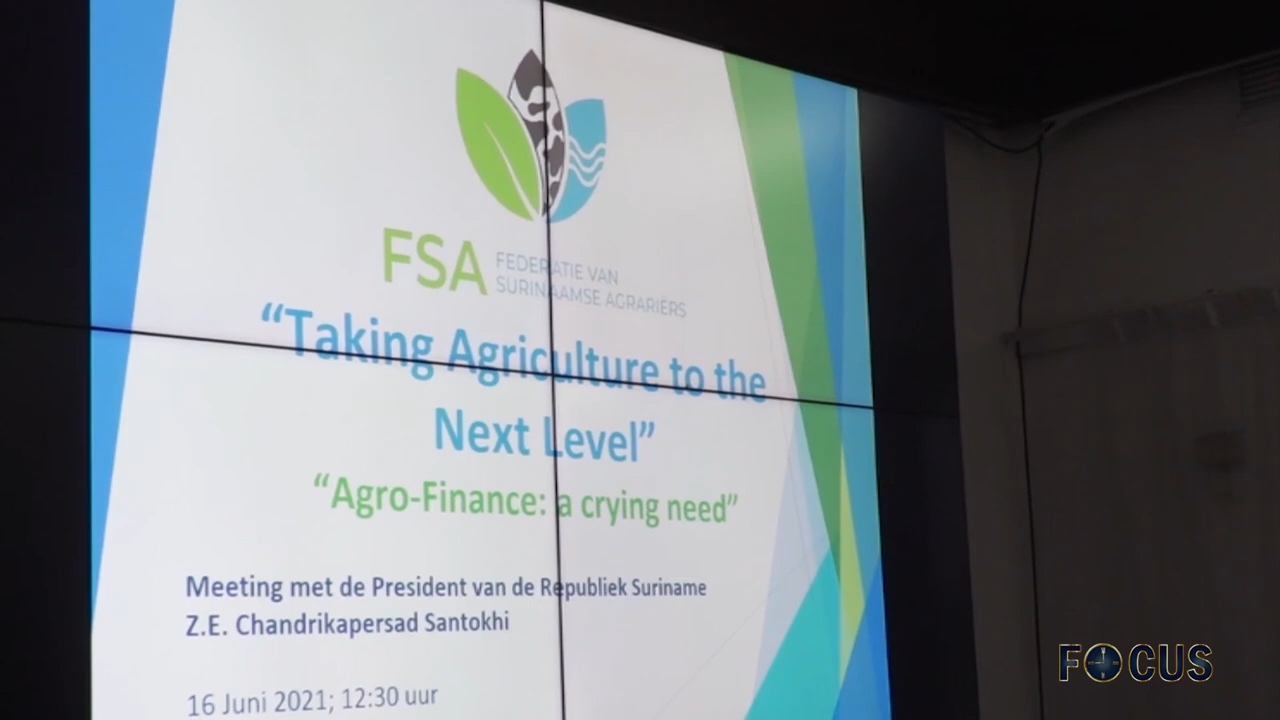 FSA
FEDERATIE VAN
SURINAAMSE AGRARIËRS
“Taking Agriculture to the
Next Level”
“Agro-Finance: a crying need”
Meeting met de President van de Republiek Suriname
Z.E. Chandrikapersad Santokhi
16 Juni 2021; 12:30 uur
FOCUS